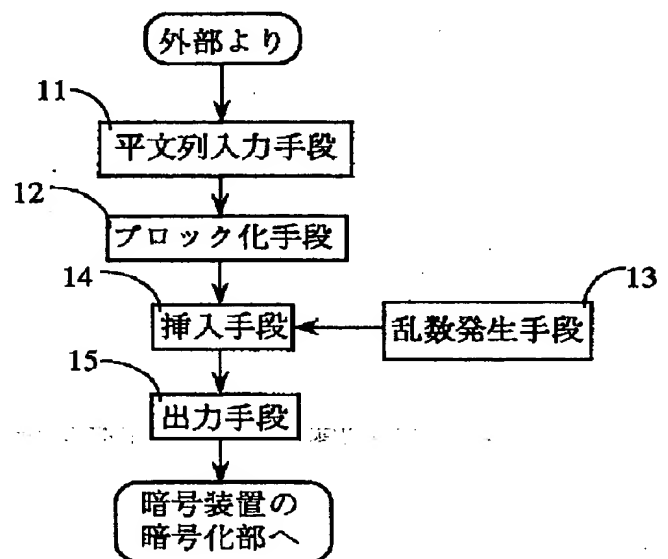 外部より
11
平文列入力手段
12
ブロック化手段
14
挿入手段
13
乱数発生手段
15
出力手段
暗号装置の
暗号化部へ